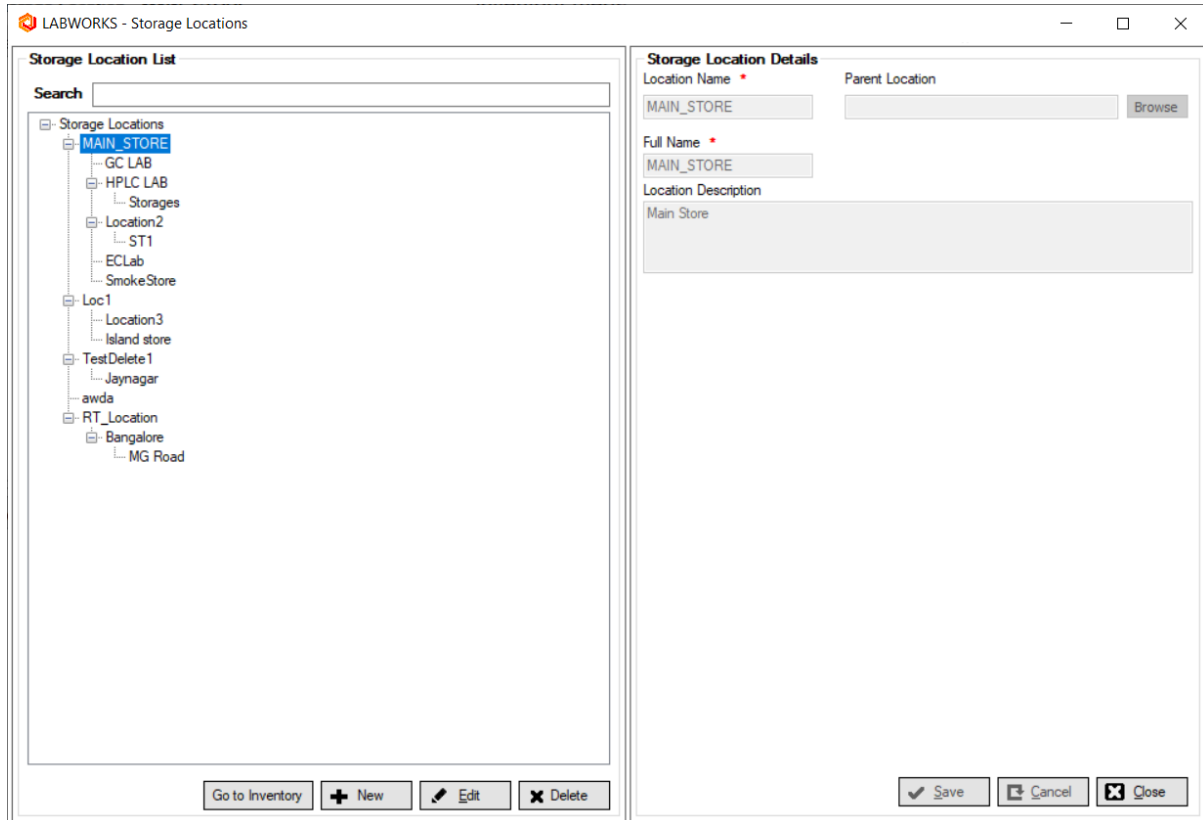 LABWORKS - Storage Locations
Storage Location List
Search
Storage Locations
MAIN_STORE
GC LAB
HPLC LAB
Storages
Location2
ST1
ECLab
SmokeStore
Loc1
Location3
Island store
TestDelete1
Jaynagar
awda
RT_Location
Bangalore
MG Road
Go to Inventory
New
Edit
Delete
Storage Location Details
Location Name * Parent Location
MAIN_STORE Browse
Full Name *
MAIN_STORE
Location Description
Main Store
Save Cancel Close